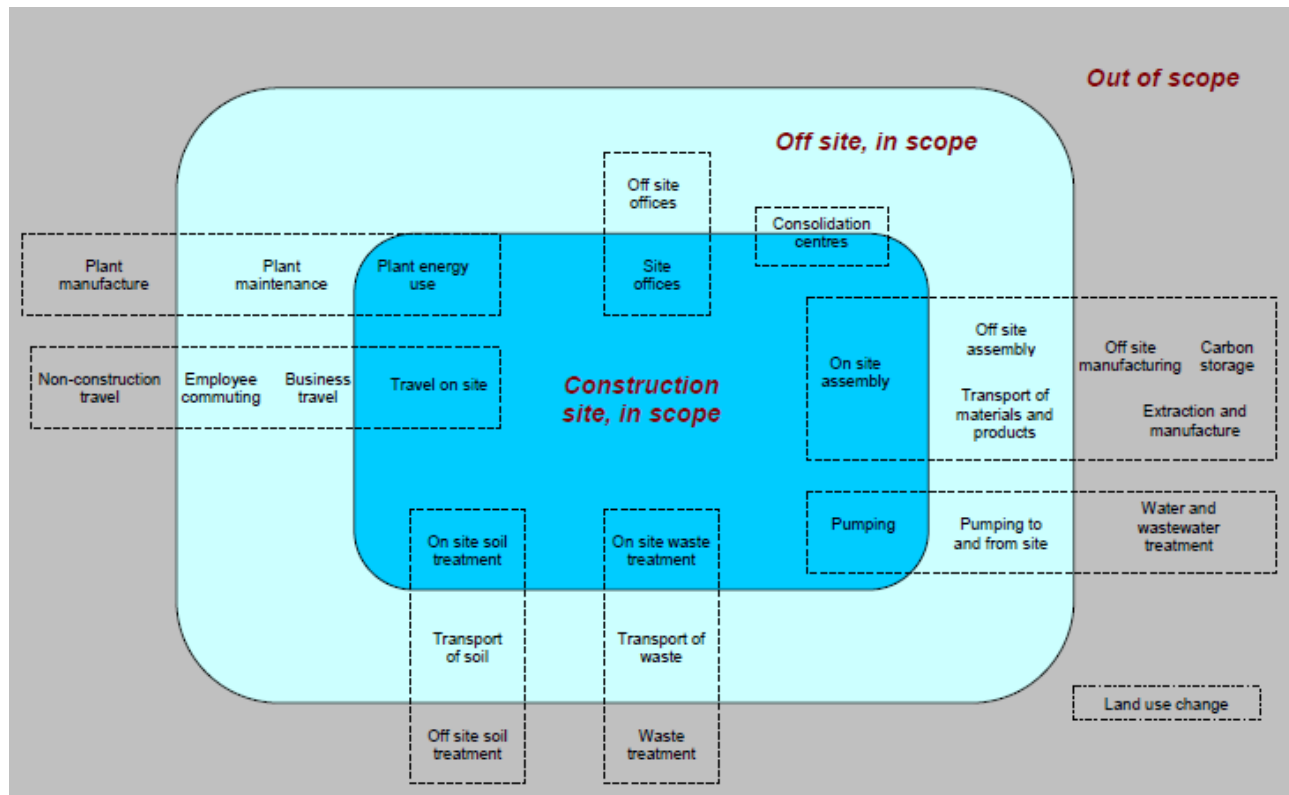 Out of scope
Off site, in scope
Off site
offices
Consolidation
centres
Plant
manufacture
Plant
maintenance
Plant energy
use
Site
offices
Non-construction
travel
Employee
commuting
Business
travel
Travel on site
Construction
site, in scope
On site
assembly
Off site
assembly
Transport of
materials and
products
Off site
manufacturing
Carbon
storage
Extraction and
manufacture
Pumping
Pumping to
and from site
Water and
wastewater
treatment
On site soil
treatment
On site waste
treatment
Transport
of soil
Transport of
waste
Off site soil
treatment
Waste
treatment
Land use change